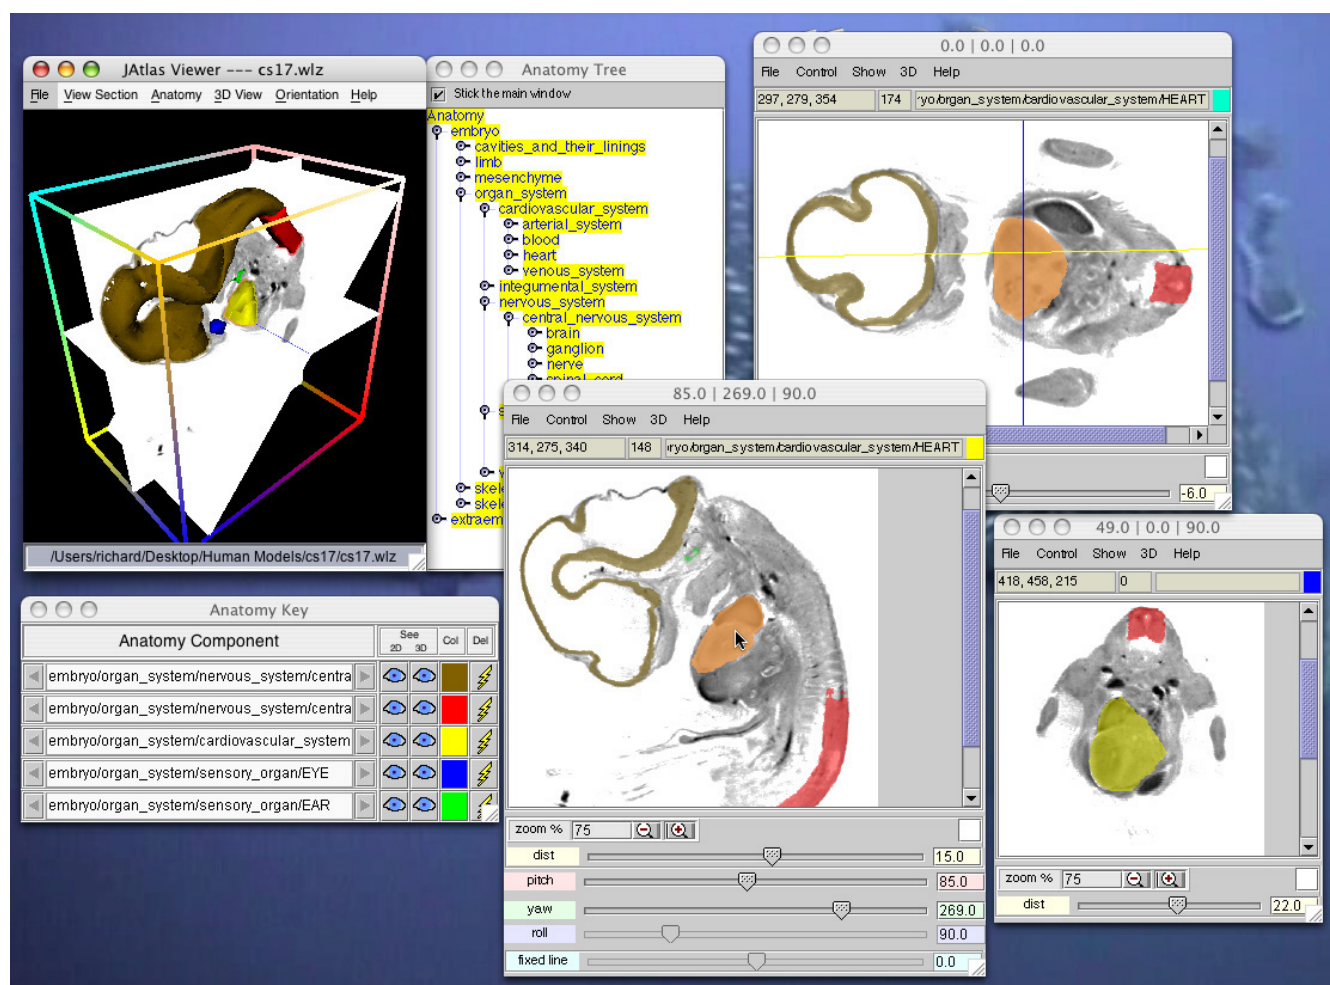 JAtlas Viewer --- cs17.wlz
File View Section Anatomy 3D View Orientation Help
/Users/richard/Desktop/Human Models/cs17/cs17.wlz
Anatomy Tree
Stick the main window
Anatomy
embryo
cavities_and_their_linings
limb
mesenchyme
organ_system
cardiovascular_system
arterial_system
blood
heart
venous_system
integumental_system
nervous_system
central_nervous_system
brain
ganglion
nerve
spinal_cord
s
v
skele
skele
extraem
0.0 | 0.0 | 0.0
File Control Show 3D Help
297, 279, 354 174 ryo/organ_system/cardiovascular_system/HEART
-6.0
Anatomy Key
Anatomy Component See 2D 3D Col Del
embryo/organ_system/nervous_system/centra
embryo/organ_system/nervous_system/centra
embryo/organ_system/cardiovascular_system
embryo/organ_system/sensory_organ/EYE
embryo/organ_system/sensory_organ/EAR
85.0 | 269.0 | 90.0
File Control Show 3D Help
314, 275, 340 148 ryo/organ_system/cardiovascular_system/HEART
zoom % 75
dist 15.0
pitch 85.0
yaw 269.0
roll 90.0
fixed line 0.0
49.0 | 0.0 | 90.0
File Control Show 3D Help
418, 458, 215 0
zoom % 75
dist 22.0